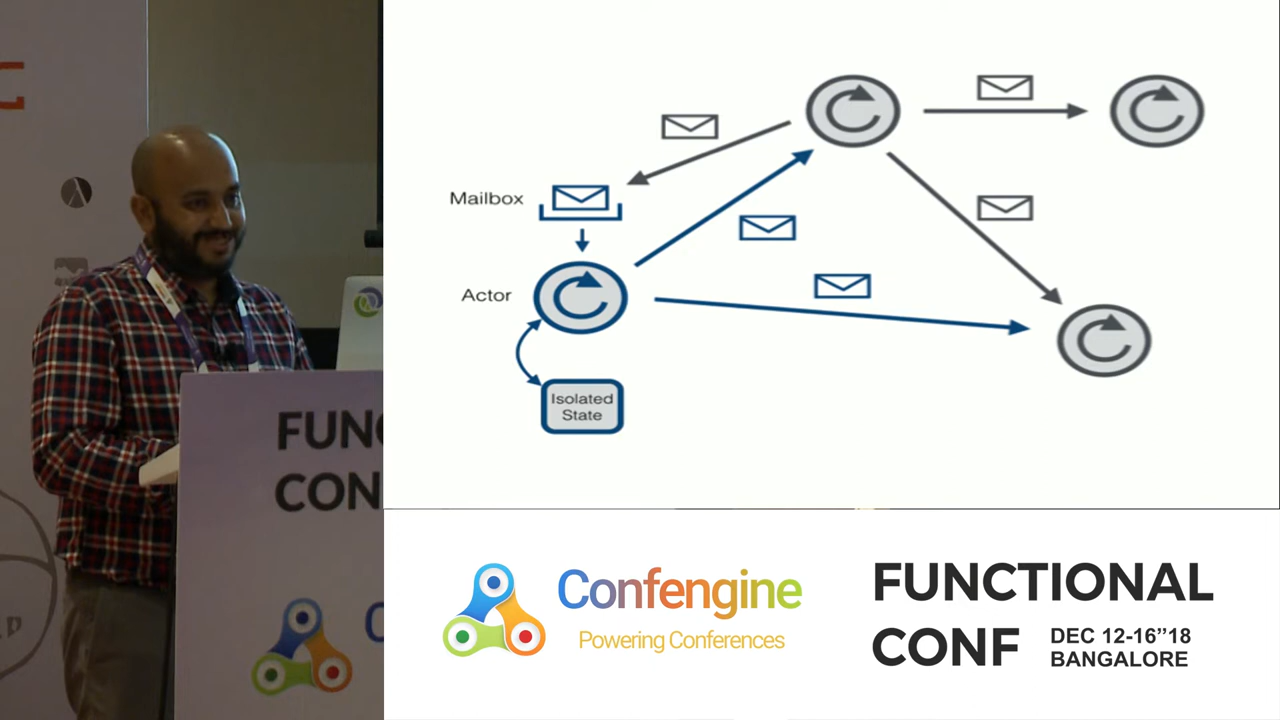 Mailbox
Actor
Isolated
State
FUNC
CON
Confengine
Powering Conferences
FUNCTIONAL
CONF
DEC 12-16”18
BANGALORE